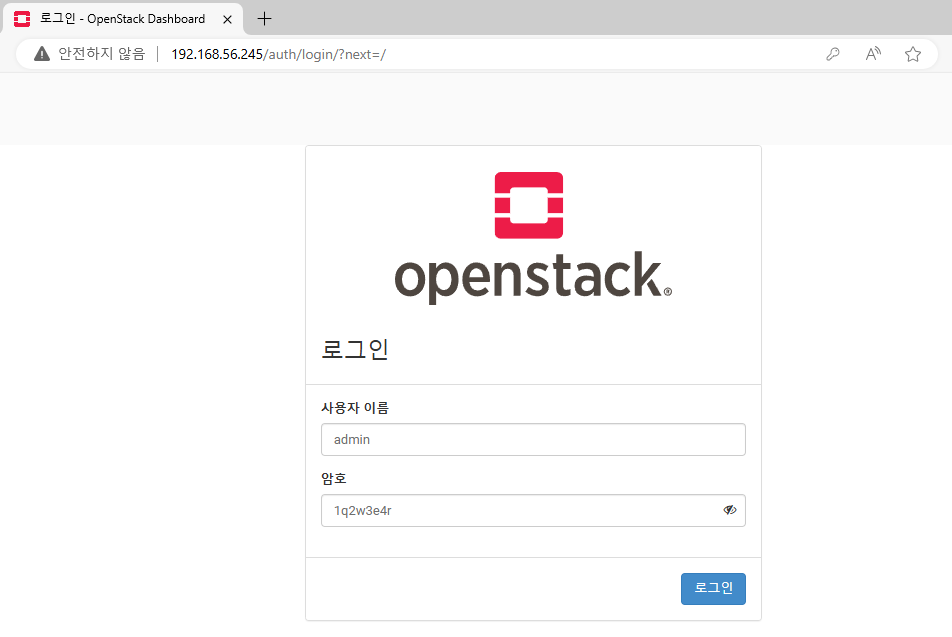 로그인 - OpenStack Dashboard
안전하지 않음 192.168.56.245/auth/login/?next=/
openstack®
로그인
사용자 이름
admin
암호
1q2w3e4r
로그인